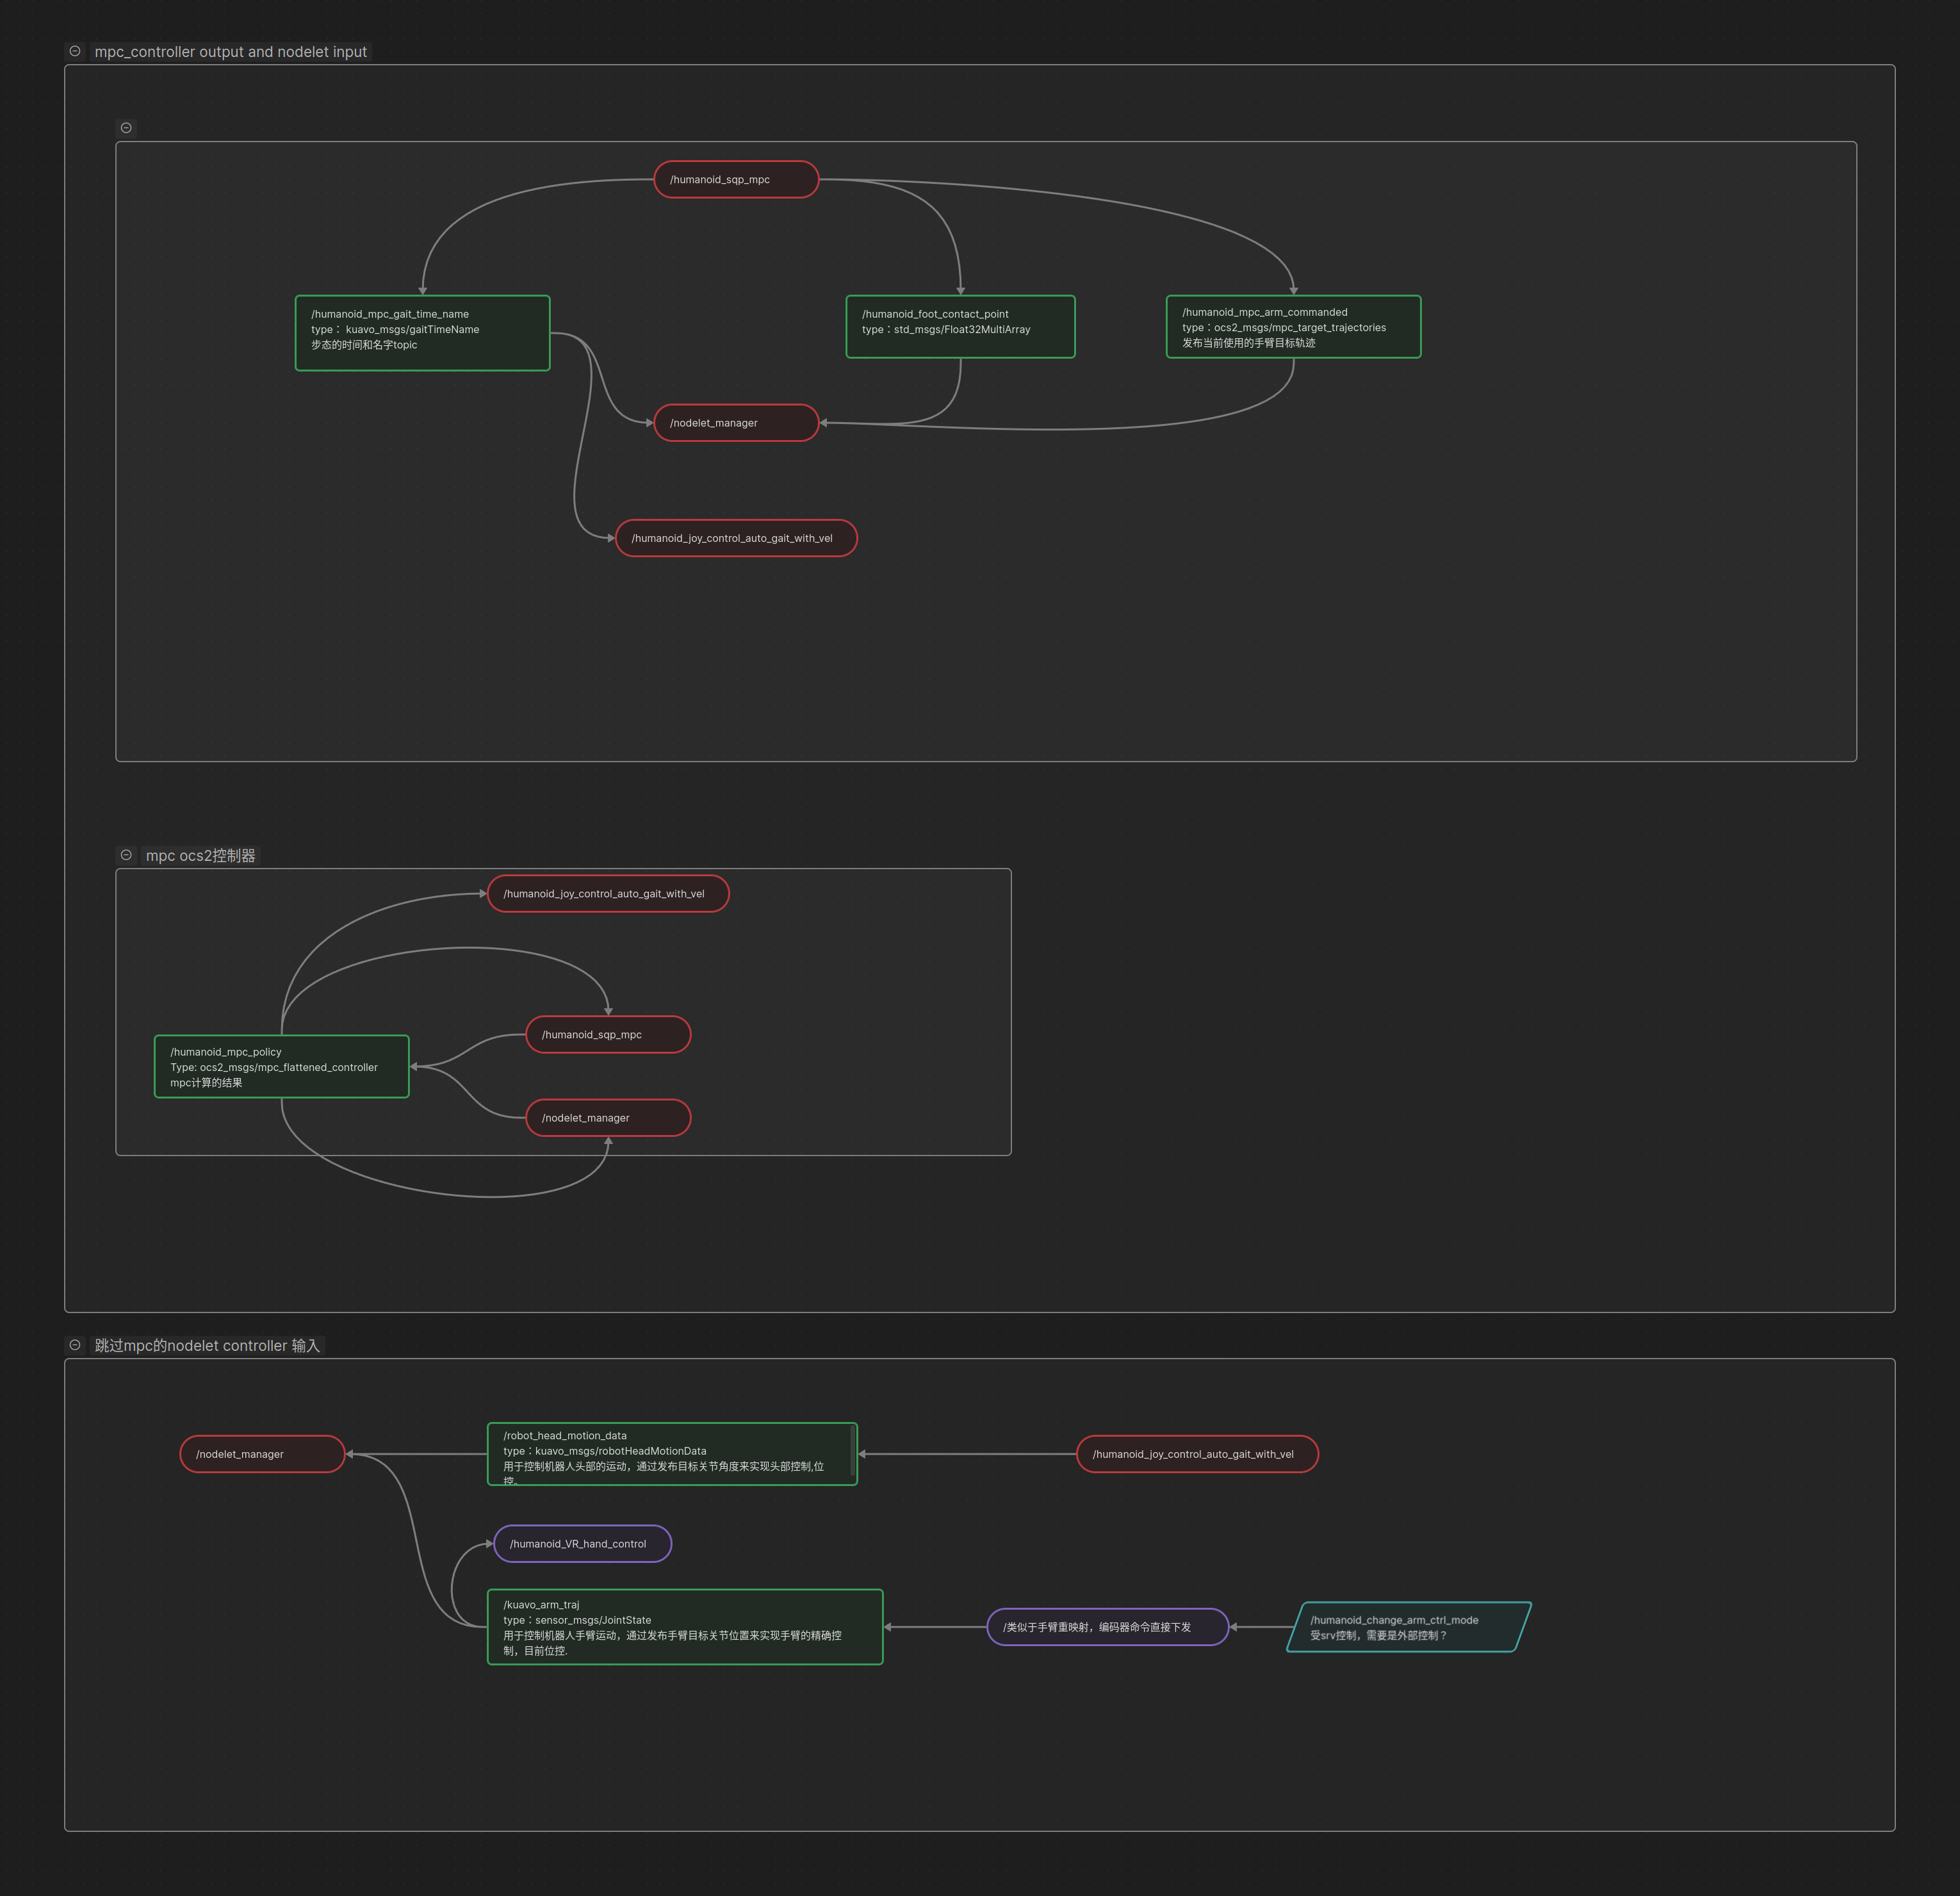 mpc_controller output and nodelet input
/humanoid_sqp_mpc
/humanoid_mpc_gait_time_name
type： kuavo_msgs/gaitTimeName
步态的时间和名字topic
/humanoid_foot_contact_point
type：std_msgs/Float32MultiArray
/humanoid_mpc_arm_commanded
type：ocs2_msgs/mpc_target_trajectories
发布当前使用的手臂目标轨迹
/nodelet_manager
/humanoid_joy_control_auto_gait_with_vel
mpc ocs2控制器
/humanoid_joy_control_auto_gait_with_vel
/humanoid_sqp_mpc
/humanoid_mpc_policy
Type: ocs2_msgs/mpc_flattened_controller
mpc计算的结果
/nodelet_manager
跳过mpc的nodelet controller 输入
/nodelet_manager
/robot_head_motion_data
type：kuavo_msgs/robotHeadMotionData
用于控制机器人头部的运动，通过发布目标关节角度来实现头部控制,位
控。
/humanoid_joy_control_auto_gait_with_vel
/humanoid_VR_hand_control
/kuavo_arm_traj
type：sensor_msgs/JointState
用于控制机器人手臂运动，通过发布手臂目标关节位置来实现手臂的精确控
制，目前位控.
/类似于手臂重映射，编码器命令直接下发
/humanoid_change_arm_ctrl_mode
受srv控制，需要是外部控制？